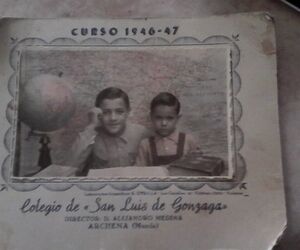 CURSO 1946-47
Colegio de «San Luis de Gonzaga»
DIRECTOR: D. ALEJANDRO MEDINA
ARCHENA (Murcia)